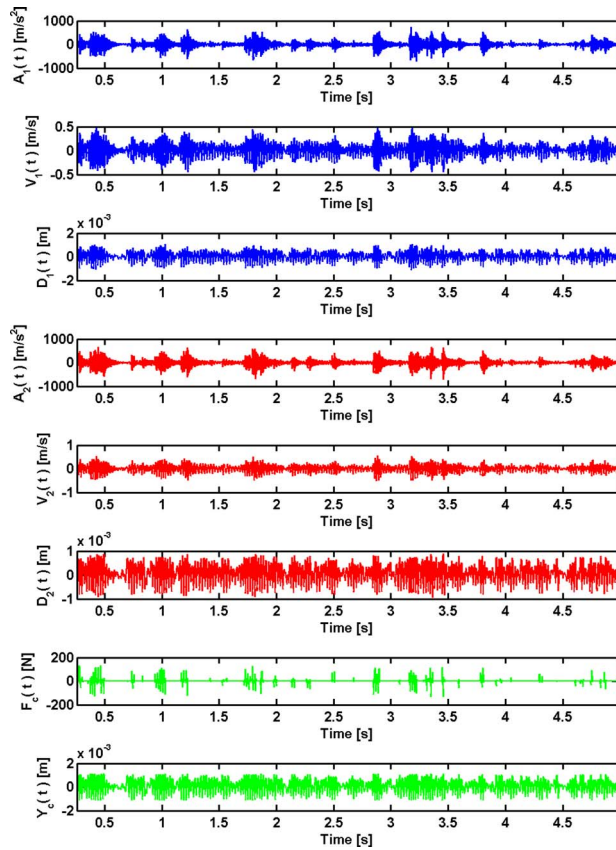 A1( t ) [m/s2]
1000
0
-1000
0.5 1 1.5 2 2.5 3 3.5 4 4.5
Time [s]
V1( t ) [m/s]
0.5
0
-0.5
0.5 1 1.5 2 2.5 3 3.5 4 4.5
Time [s]
x 10-3
D1( t ) [m]
2
0
-2
0.5 1 1.5 2 2.5 3 3.5 4 4.5
Time [s]
A2( t ) [m/s2]
1000
0
-1000
0.5 1 1.5 2 2.5 3 3.5 4 4.5
Time [s]
V2( t ) [m/s]
1
0
-1
0.5 1 1.5 2 2.5 3 3.5 4 4.5
Time [s]
x 10-3
D2( t ) [m]
1
0
-1
0.5 1 1.5 2 2.5 3 3.5 4 4.5
Time [s]
Fc( t ) [N]
200
0
-200
0.5 1 1.5 2 2.5 3 3.5 4 4.5
Time [s]
x 10-3
Yc( t ) [m]
2
0
-2
0.5 1 1.5 2 2.5 3 3.5 4 4.5
Time [s]